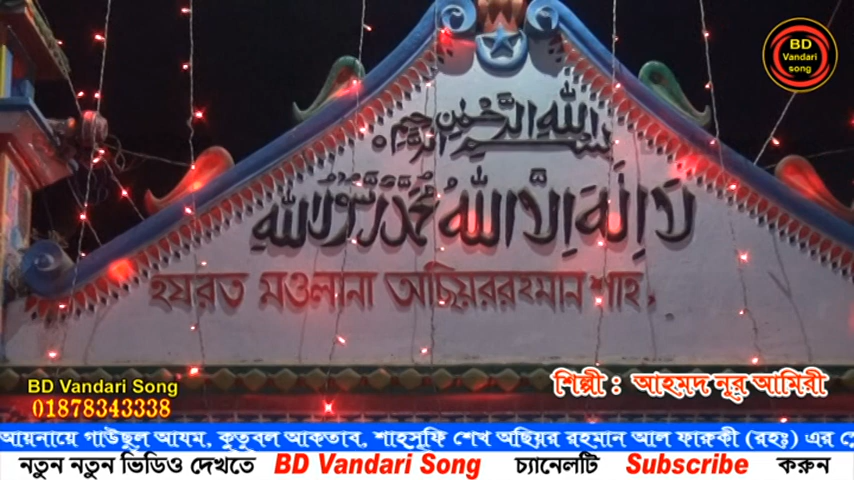 BD
Vandari
song
بسم الله الرحمن الرحيم
لا اله الا الله محمد رسول الله
হযরত মওলানা অছিয়ররহমান শাহ্
BD Vandari Song
01878343338
শিল্পী : আহমদ নূর আমিরী
আয়নায়ে গাউছুল আযম, কুতুবল আকতাব, শাহসূফি শেখ অছিয়র রহমান আল ফারুকী (রহঃ) এর
নতুন নতুন ভিডিও দেখতে BD Vandari Song চ্যানেলটি Subscribe করুন